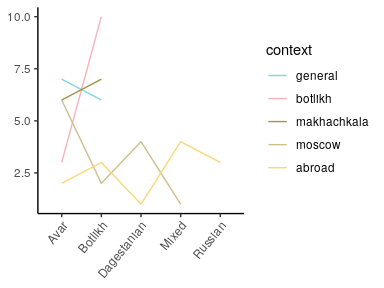 10.0
7.5
5.0
2.5
Avar
Botlikh
Dagestanian
Mixed
Russian
context
general
botlikh
makhachkala
moscow
abroad